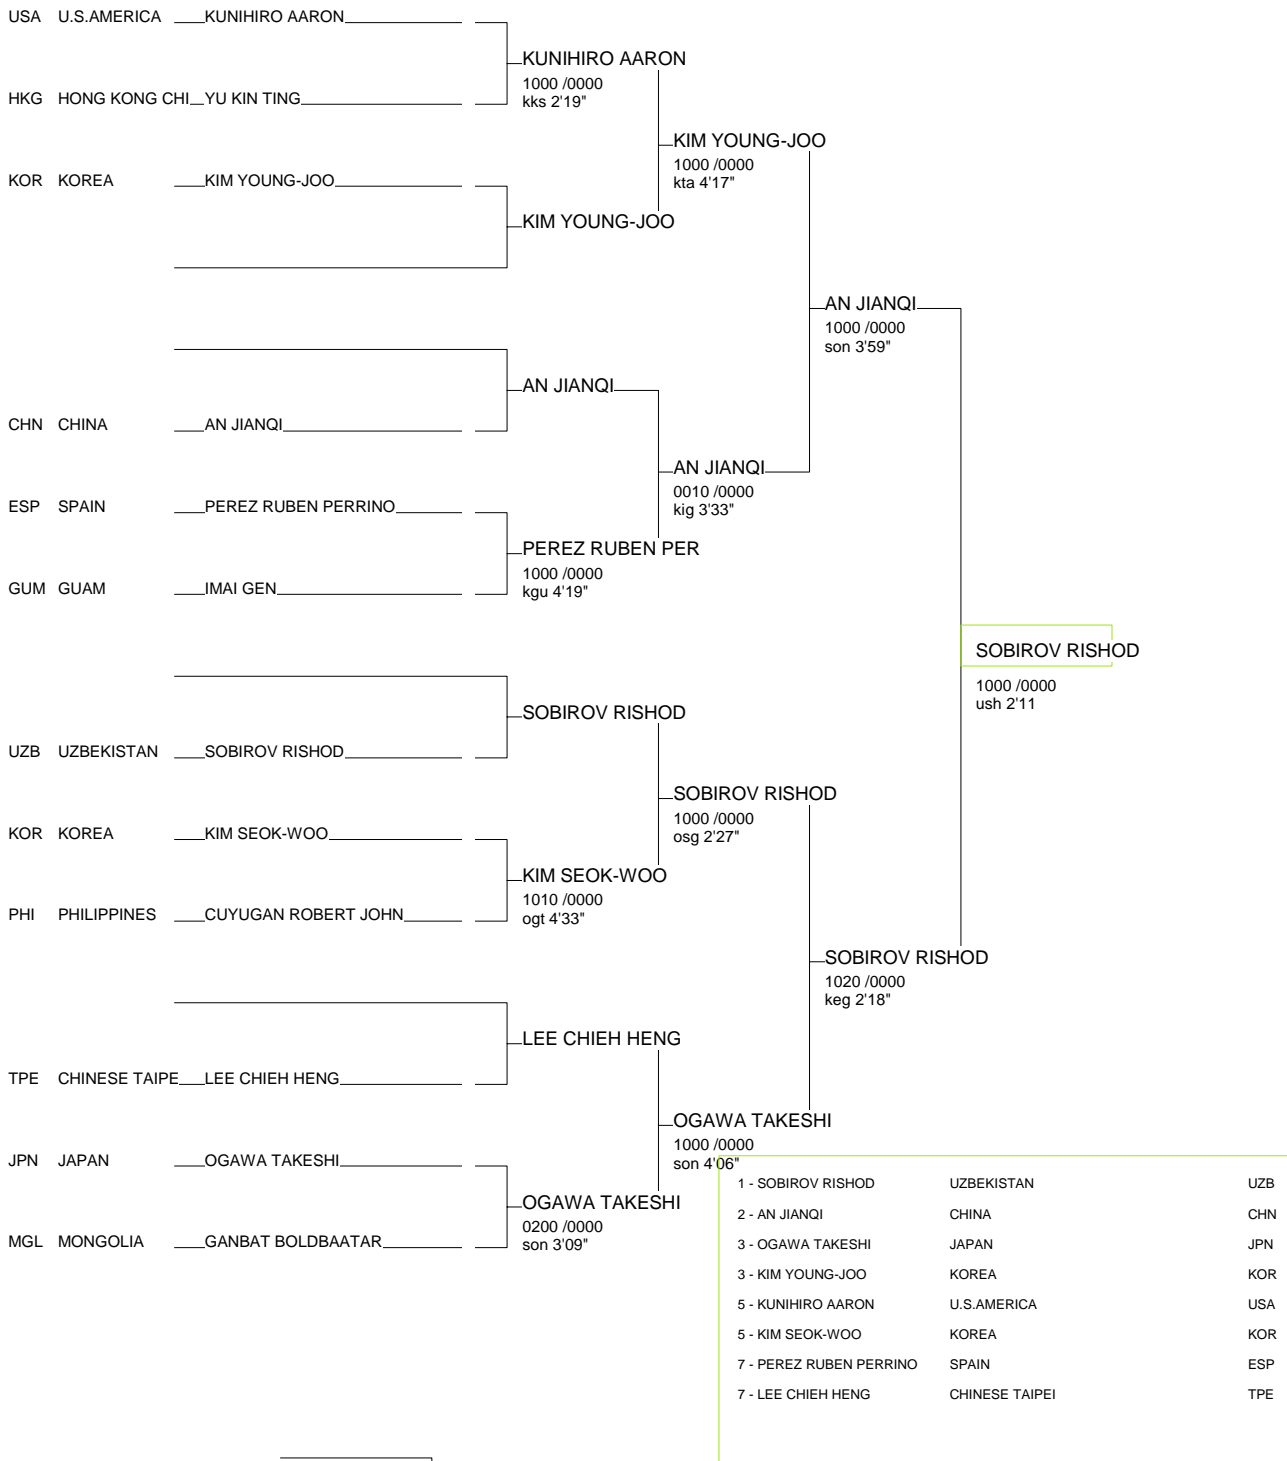 USA U.S.AMERICA KUNIHIRO AARON
KUNIHIRO AARON
1000 /0000
kks 2'19"
HKG HONG KONG CHI YU KIN TING
KIM YOUNG-JOO
1000 /0000
kta 4'17"
KOR KOREA KIM YOUNG-JOO
KIM YOUNG-JOO
AN JIANQI
1000 /0000
son 3'59"
AN JIANQI
CHN CHINA AN JIANQI
AN JIANQI
0010 /0000
kig 3'33"
ESP SPAIN PEREZ RUBEN PERRINO
PEREZ RUBEN PER
1000 /0000
kgu 4'19"
GUM GUAM IMAI GEN
SOBIROV RISHOD
1000 /0000
ush 2'11
SOBIROV RISHOD
UZB UZBEKISTAN SOBIROV RISHOD
SOBIROV RISHOD
1000 /0000
osg 2'27"
KOR KOREA KIM SEOK-WOO
KIM SEOK-WOO
1010 /0000
ogt 4'33"
PHI PHILIPPINES CUYUGAN ROBERT JOHN
SOBIROV RISHOD
1020 /0000
keg 2'18"
LEE CHIEH HENG
TPE CHINESE TAIPE LEE CHIEH HENG
OGAWA TAKESHI
1000 /0000
son 4'06"
JPN JAPAN OGAWA TAKESHI
OGAWA TAKESHI
0200 /0000
son 3'09"
MGL MONGOLIA GANBAT BOLDBAATAR
1 - SOBIROV RISHOD UZBEKISTAN UZB
2 - AN JIANQI CHINA CHN
3 - OGAWA TAKESHI JAPAN JPN
3 - KIM YOUNG-JOO KOREA KOR
5 - KUNIHIRO AARON U.S.AMERICA USA
5 - KIM SEOK-WOO KOREA KOR
7 - PEREZ RUBEN PERRINO SPAIN ESP
7 - LEE CHIEH HENG CHINESE TAIPEI TPE